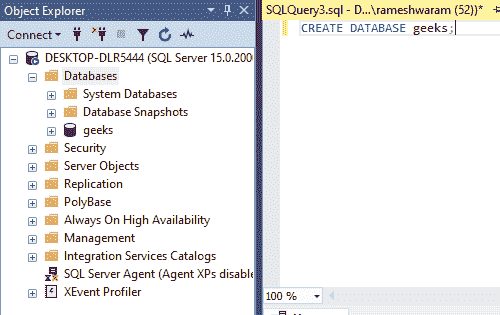 Object Explorer
Connect
DESKTOP-DLR5444 (SQL Server 15.0.200
Databases
System Databases
Database Snapshots
geeks
Security
Server Objects
Replication
PolyBase
Always On High Availability
Management
Integration Services Catalogs
SQL Server Agent (Agent XPs disable
XEvent Profiler
SQLQuery3.sql - D...\rameshwaram (52))*
CREATE DATABASE geeks;
100 %